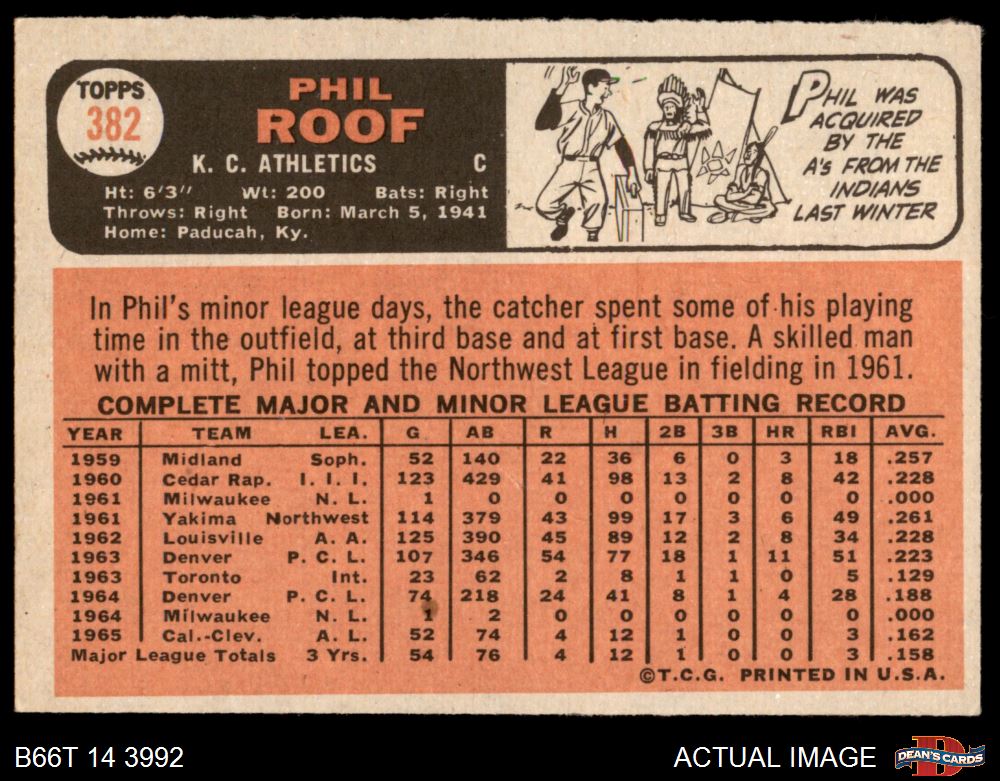 TOPPS
382
PHIL
ROOF
K. C. ATHLETICS C
Ht: 6'3" Wt: 200 Bats: Right
Throws: Right Born: March 5, 1941
Home: Paducah, Ky.
PHIL WAS
ACQUIRED
BY THE
A's FROM THE
INDIANS
LAST WINTER
In Phil's minor league days, the catcher spent some of his playing
time in the outfield, at third base and at first base. A skilled man
with a mitt, Phil topped the Northwest League in fielding in 1961.
COMPLETE MAJOR AND MINOR LEAGUE BATTING RECORD
YEAR TEAM LEA. G AB R H 2B 3B HR RBI AVG.
1959 Midland Soph. 52 140 22 36 6 0 3 18 .257
1960 Cedar Rap. I. I. I. 123 429 41 98 13 2 8 42 .228
1961 Milwaukee N. L. 1 0 0 0 0 0 0 0 .000
1961 Yakima Northwest 114 379 43 99 17 3 6 49 .261
1962 Louisville A. A. 125 390 45 89 12 2 8 34 .228
1963 Denver P. C. L. 107 346 54 77 18 1 11 51 .223
1963 Toronto Int. 23 62 2 8 1 1 0 5 .129
1964 Denver P. C. L. 74 218 24 41 8 1 4 28 .188
1964 Milwaukee N. L. 1 2 0 0 0 0 0 0 .000
1965 Cal.-Clev. A. L. 52 74 4 12 1 0 0 3 .162
Major League Totals 3 Yrs. 54 76 4 12 1 0 0 3 .158
©T.C.G. PRINTED IN U.S.A.
B66T 14 3992
ACTUAL IMAGE
D
DEAN'S CARDS